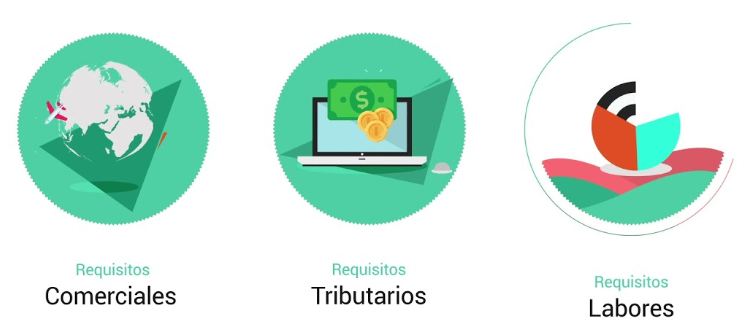 Requisitos
Comerciales
Requisitos
Tributarios
Requisitos
Labores
$